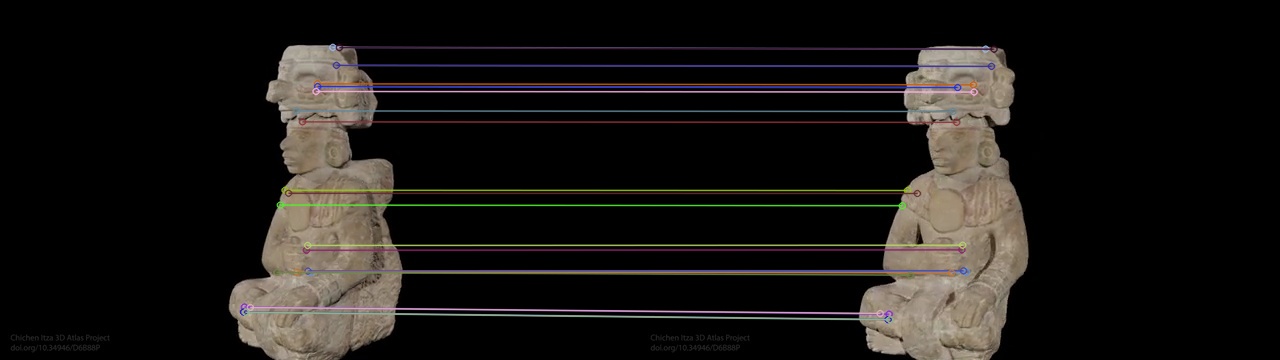 Chichen Itza 3D Atlas Project
doi.org/10.34946/D6B88P
Chichen Itza 3D Atlas Project
doi.org/10.34946/D6B88P